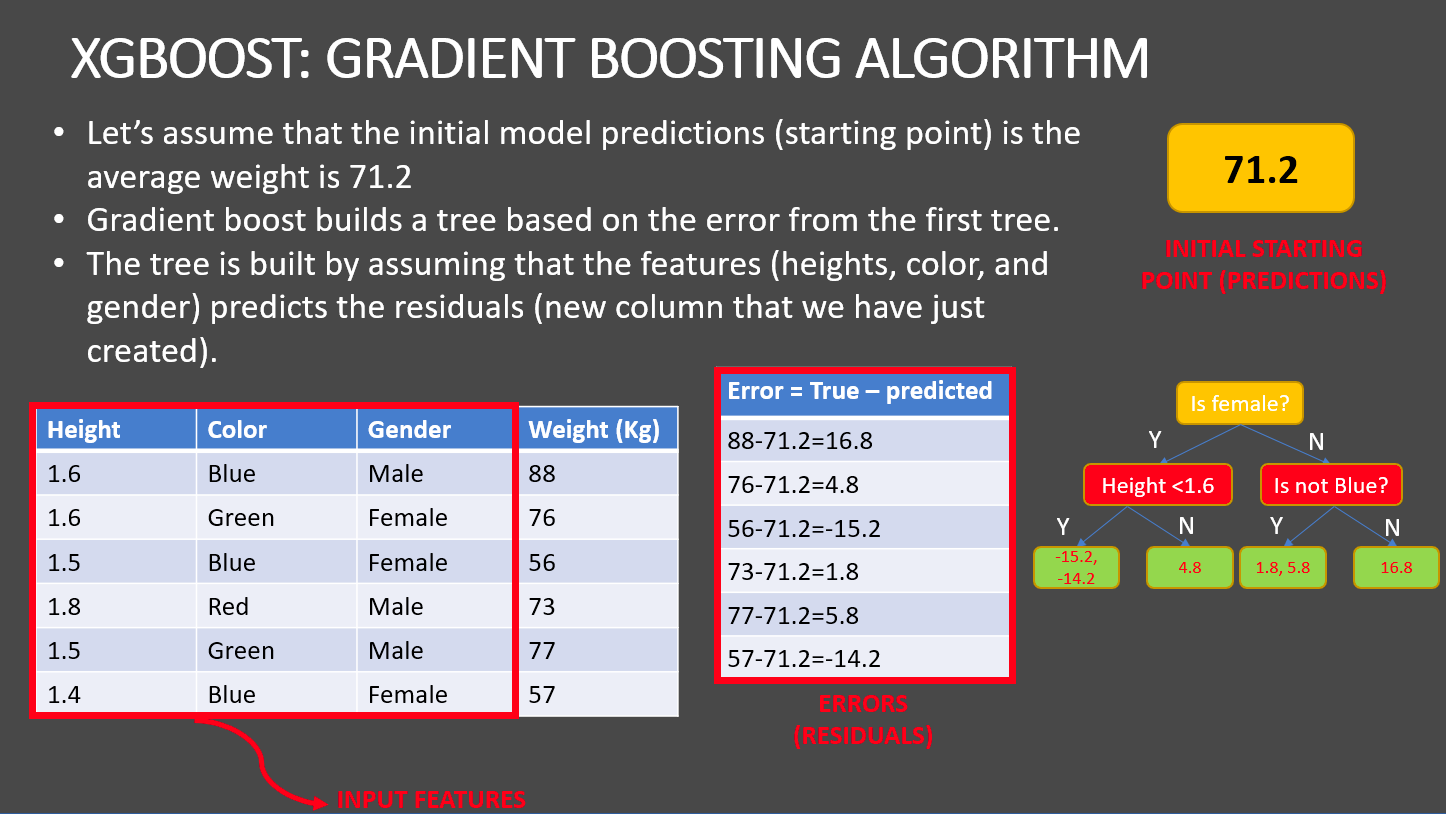 XGBOOST: GRADIENT BOOSTING ALGORITHM
• Let’s assume that the initial model predictions (starting point) is the
average weight is 71.2
• Gradient boost builds a tree based on the error from the first tree.
• The tree is built by assuming that the features (heights, color, and
gender) predicts the residuals (new column that we have just
created).
71.2
INITIAL STARTING
POINT (PREDICTIONS)
Height Color Gender Weight (Kg)
1.6 Blue Male 88
1.6 Green Female 76
1.5 Blue Female 56
1.8 Red Male 73
1.5 Green Male 77
1.4 Blue Female 57
INPUT FEATURES
Error = True – predicted
88-71.2=16.8
76-71.2=4.8
56-71.2=-15.2
73-71.2=1.8
77-71.2=5.8
57-71.2=-14.2
ERRORS
(RESIDUALS)
Is female?
Y N
Height <1.6 Is not Blue?
Y N Y N
-15.2,
-14.2
4.8
1.8, 5.8
16.8